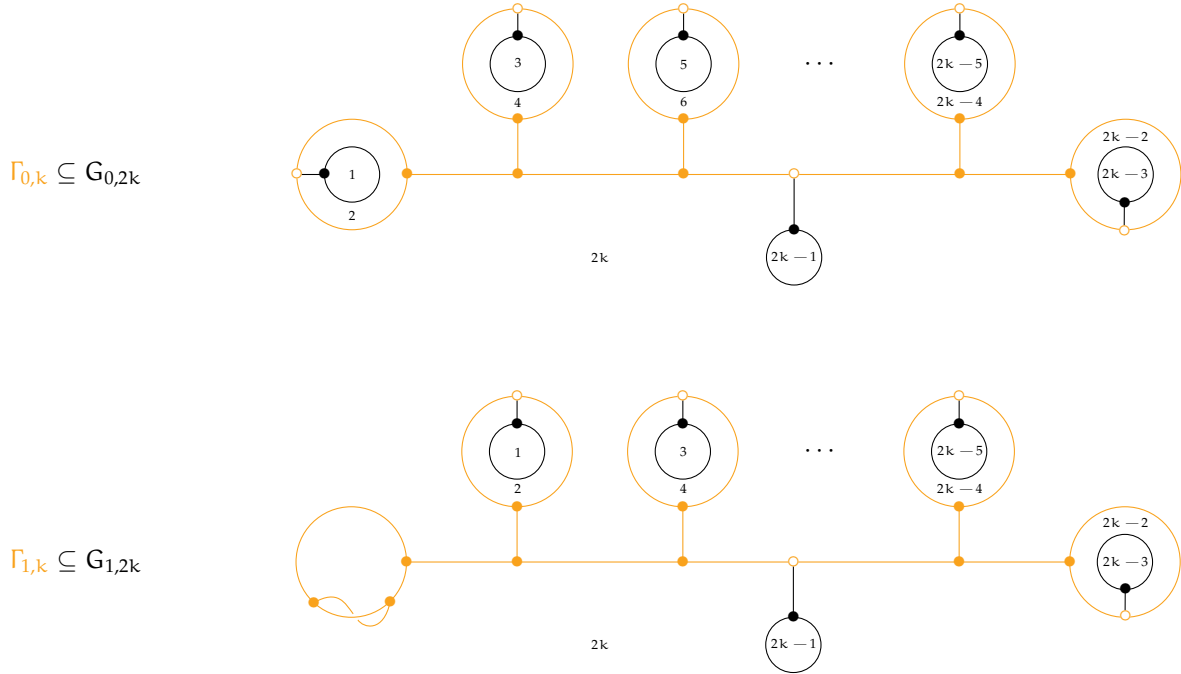 3 5 ··· 2k − 5
4 6 2k − 4
2k − 2
Γ₀,ₖ ⊆ G₀,₂ₖ 1 2k − 3
2
2k 2k − 1
1 3 ··· 2k − 5
2 4 2k − 4
2k − 2
Γ₁,ₖ ⊆ G₁,₂ₖ 2k − 3
2k 2k − 1